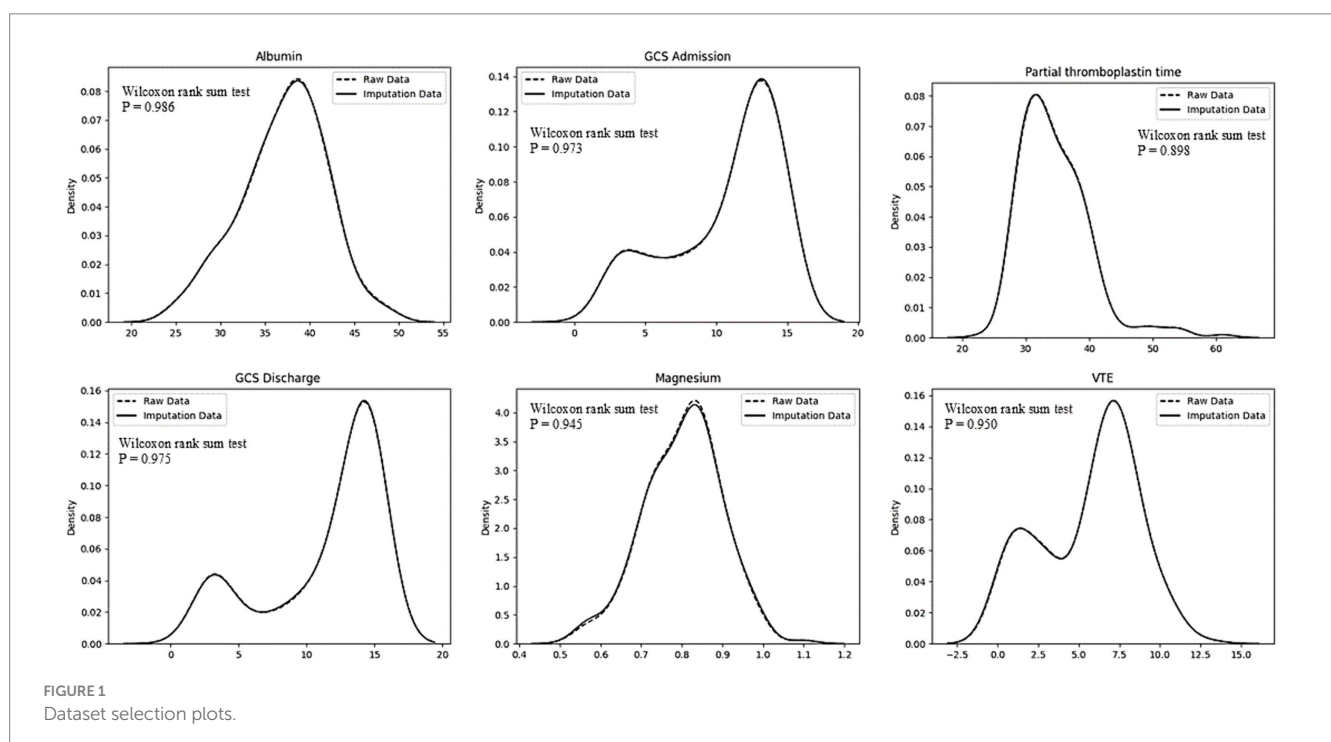 Albumin
Raw Data
Imputation Data
Wilcoxon rank sum test
P = 0.986
Density
0.08
0.07
0.06
0.05
0.04
0.03
0.02
0.01
0.00
20 25 30 35 40 45 50 55
GCS Admission
Raw Data
Imputation Data
Wilcoxon rank sum test
P = 0.973
Density
0.14
0.12
0.10
0.08
0.06
0.04
0.02
0.00
0 5 10 15 20
Partial thromboplastin time
Raw Data
Imputation Data
Wilcoxon rank sum test
P = 0.898
Density
0.08
0.07
0.06
0.05
0.04
0.03
0.02
0.01
0.00
20 30 40 50 60
GCS Discharge
Raw Data
Imputation Data
Wilcoxon rank sum test
P = 0.975
Density
0.16
0.14
0.12
0.10
0.08
0.06
0.04
0.02
0.00
0 5 10 15 20
Magnesium
Raw Data
Imputation Data
Wilcoxon rank sum test
P = 0.945
Density
4.0
3.5
3.0
2.5
2.0
1.5
1.0
0.5
0.0
0.4 0.5 0.6 0.7 0.8 0.9 1.0 1.1 1.2
VTE
Raw Data
Imputation Data
Wilcoxon rank sum test
P = 0.950
Density
0.16
0.14
0.12
0.10
0.08
0.06
0.04
0.02
0.00
−2.5 0.0 2.5 5.0 7.5 10.0 12.5 15.0
FIGURE 1
Dataset selection plots.